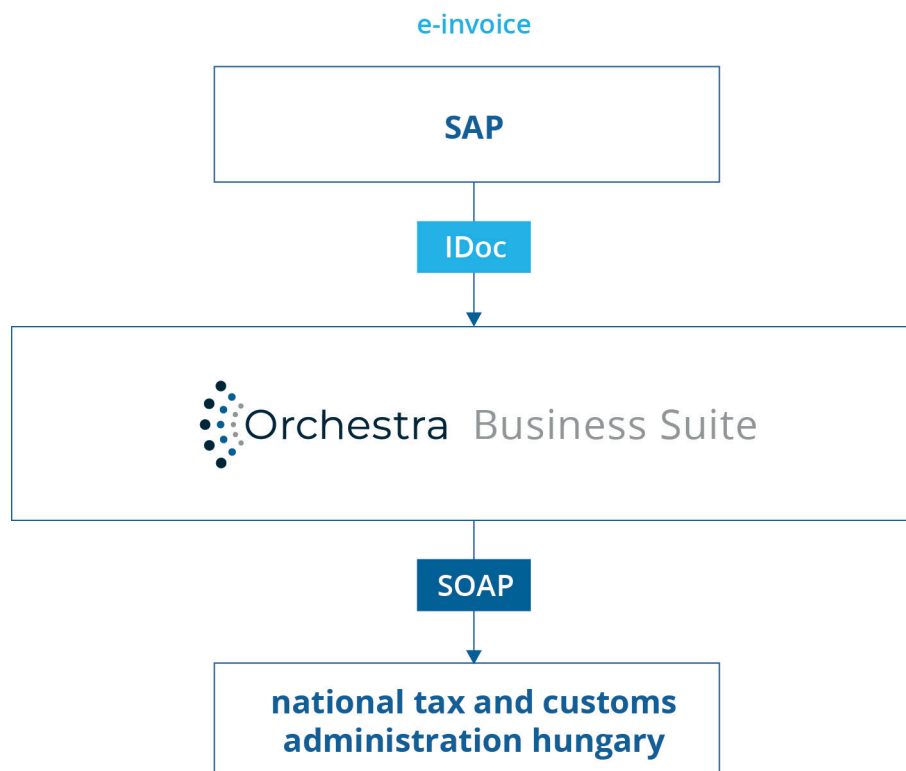 e-invoice
SAP
IDoc
Orchestra Business Suite
SOAP
national tax and customs
administration hungary